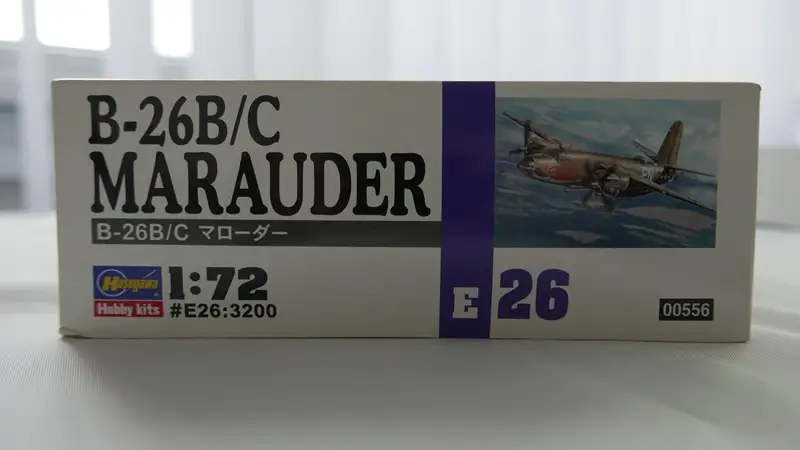 B-26B/C
MARAUDER
B-26B/C マローダー
Hasegawa
Hobby kits
1:72
#E26:3200
E 26
00556